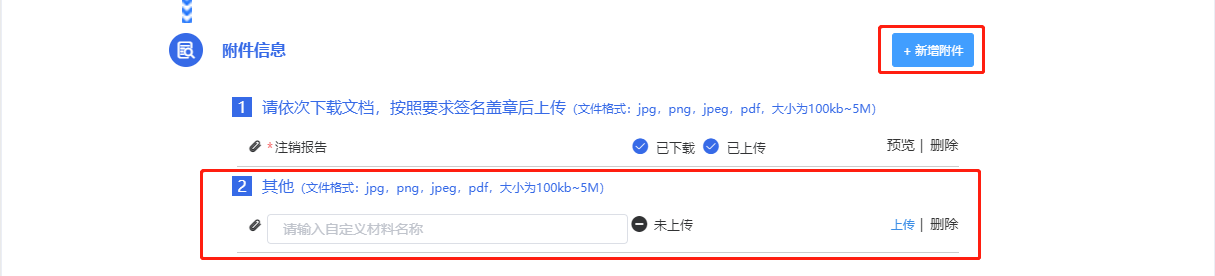 附件信息
+ 新增附件
1 请依次下载文档，按照要求签名盖章后上传（文件格式：jpg，png，jpeg，pdf，大小为100kb~5M）
*注销报告 已下载 已上传 预览 | 删除
2 其他（文件格式：jpg，png，jpeg，pdf，大小为100kb~5M）
请输入自定义材料名称 未上传 上传 | 删除